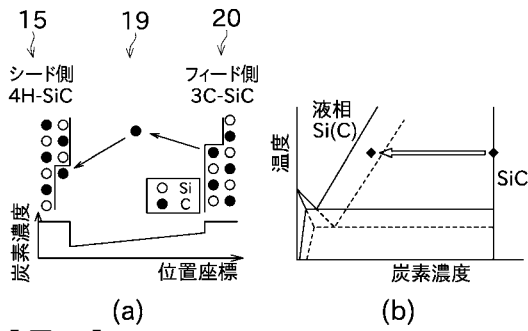 15
19
20
シード側
4H-SiC
フィード側
3C-SiC
Si
C
炭素濃度
位置座標
(a)
液相
Si(C)
温度
SiC
炭素濃度
(b)